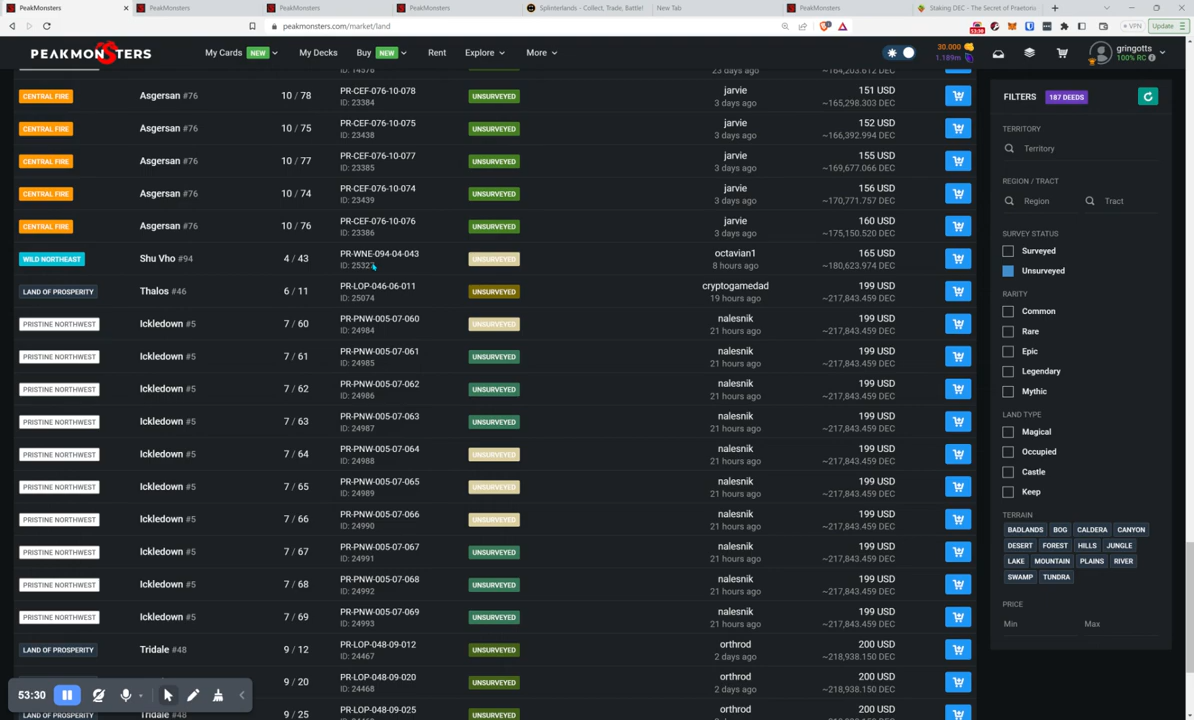 PeakMonsters
PeakMonsters
PeakMonsters
PeakMonsters
Splinterlands - Collect, Trade, Battle!
New Tab
PeakMonsters
Staking DEC - The Secret of Praetoria
peakmonsters.com/market/land
VPN
Update
PEAKMONSTERS
My Cards NEW
My Decks
Buy NEW
Rent
Explore
More
30.000
1.189m
gringotts
100% RC
14578
23 days ago
~164,203.612 DEC
CENTRAL FIRE Asgersan #76 10 / 78 PR-CEF-076-10-078 UNSURVEYED jarvie 151 USD
ID: 23384 3 days ago ~165,298.303 DEC
CENTRAL FIRE Asgersan #76 10 / 75 PR-CEF-076-10-075 UNSURVEYED jarvie 152 USD
ID: 23438 3 days ago ~166,392.994 DEC
CENTRAL FIRE Asgersan #76 10 / 77 PR-CEF-076-10-077 UNSURVEYED jarvie 155 USD
ID: 23385 3 days ago ~169,677.066 DEC
CENTRAL FIRE Asgersan #76 10 / 74 PR-CEF-076-10-074 UNSURVEYED jarvie 156 USD
ID: 23439 3 days ago ~170,771.757 DEC
CENTRAL FIRE Asgersan #76 10 / 76 PR-CEF-076-10-076 UNSURVEYED jarvie 160 USD
ID: 23386 3 days ago ~175,150.520 DEC
WILD NORTHEAST Shu Vho #94 4 / 43 PR-WNE-094-04-043 UNSURVEYED octavian1 165 USD
ID: 25327 8 hours ago ~180,623.974 DEC
LAND OF PROSPERITY Thalos #46 6 / 11 PR-LOP-046-06-011 UNSURVEYED cryptogamedad 199 USD
ID: 25074 19 hours ago ~217,843.459 DEC
PRISTINE NORTHWEST Ickledown #5 7 / 60 PR-PNW-005-07-060 UNSURVEYED nalesnik 199 USD
ID: 24984 21 hours ago ~217,843.459 DEC
PRISTINE NORTHWEST Ickledown #5 7 / 61 PR-PNW-005-07-061 UNSURVEYED nalesnik 199 USD
ID: 24985 21 hours ago ~217,843.459 DEC
PRISTINE NORTHWEST Ickledown #5 7 / 62 PR-PNW-005-07-062 UNSURVEYED nalesnik 199 USD
ID: 24986 21 hours ago ~217,843.459 DEC
PRISTINE NORTHWEST Ickledown #5 7 / 63 PR-PNW-005-07-063 UNSURVEYED nalesnik 199 USD
ID: 24987 21 hours ago ~217,843.459 DEC
PRISTINE NORTHWEST Ickledown #5 7 / 64 PR-PNW-005-07-064 UNSURVEYED nalesnik 199 USD
ID: 24988 21 hours ago ~217,843.459 DEC
PRISTINE NORTHWEST Ickledown #5 7 / 65 PR-PNW-005-07-065 UNSURVEYED nalesnik 199 USD
ID: 24989 21 hours ago ~217,843.459 DEC
PRISTINE NORTHWEST Ickledown #5 7 / 66 PR-PNW-005-07-066 UNSURVEYED nalesnik 199 USD
ID: 24990 21 hours ago ~217,843.459 DEC
PRISTINE NORTHWEST Ickledown #5 7 / 67 PR-PNW-005-07-067 UNSURVEYED nalesnik 199 USD
ID: 24991 21 hours ago ~217,843.459 DEC
PRISTINE NORTHWEST Ickledown #5 7 / 68 PR-PNW-005-07-068 UNSURVEYED nalesnik 199 USD
ID: 24992 21 hours ago ~217,843.459 DEC
PRISTINE NORTHWEST Ickledown #5 7 / 69 PR-PNW-005-07-069 UNSURVEYED nalesnik 199 USD
ID: 24993 21 hours ago ~217,843.459 DEC
LAND OF PROSPERITY Tridale #48 9 / 12 PR-LOP-048-09-012 UNSURVEYED orthrod 200 USD
ID: 24467 2 days ago ~218,938.150 DEC
9 / 20 PR-LOP-048-09-020 UNSURVEYED orthrod 200 USD
ID: 24468 2 days ago ~218,938.150 DEC
Tridale #48 9 / 25 PR-LOP-048-09-025 UNSURVEYED orthrod 200 USD
FILTERS 187 DEEDS
TERRITORY
Territory
REGION / TRACT
Region Tract
SURVEY STATUS
Surveyed
Unsurveyed
RARITY
Common
Rare
Epic
Legendary
Mythic
LAND TYPE
Magical
Occupied
Castle
Keep
TERRAIN
BADLANDS BOG CALDERA CANYON
DESERT FOREST HILLS JUNGLE
LAKE MOUNTAIN PLAINS RIVER
SWAMP TUNDRA
PRICE
Min Max
53:30